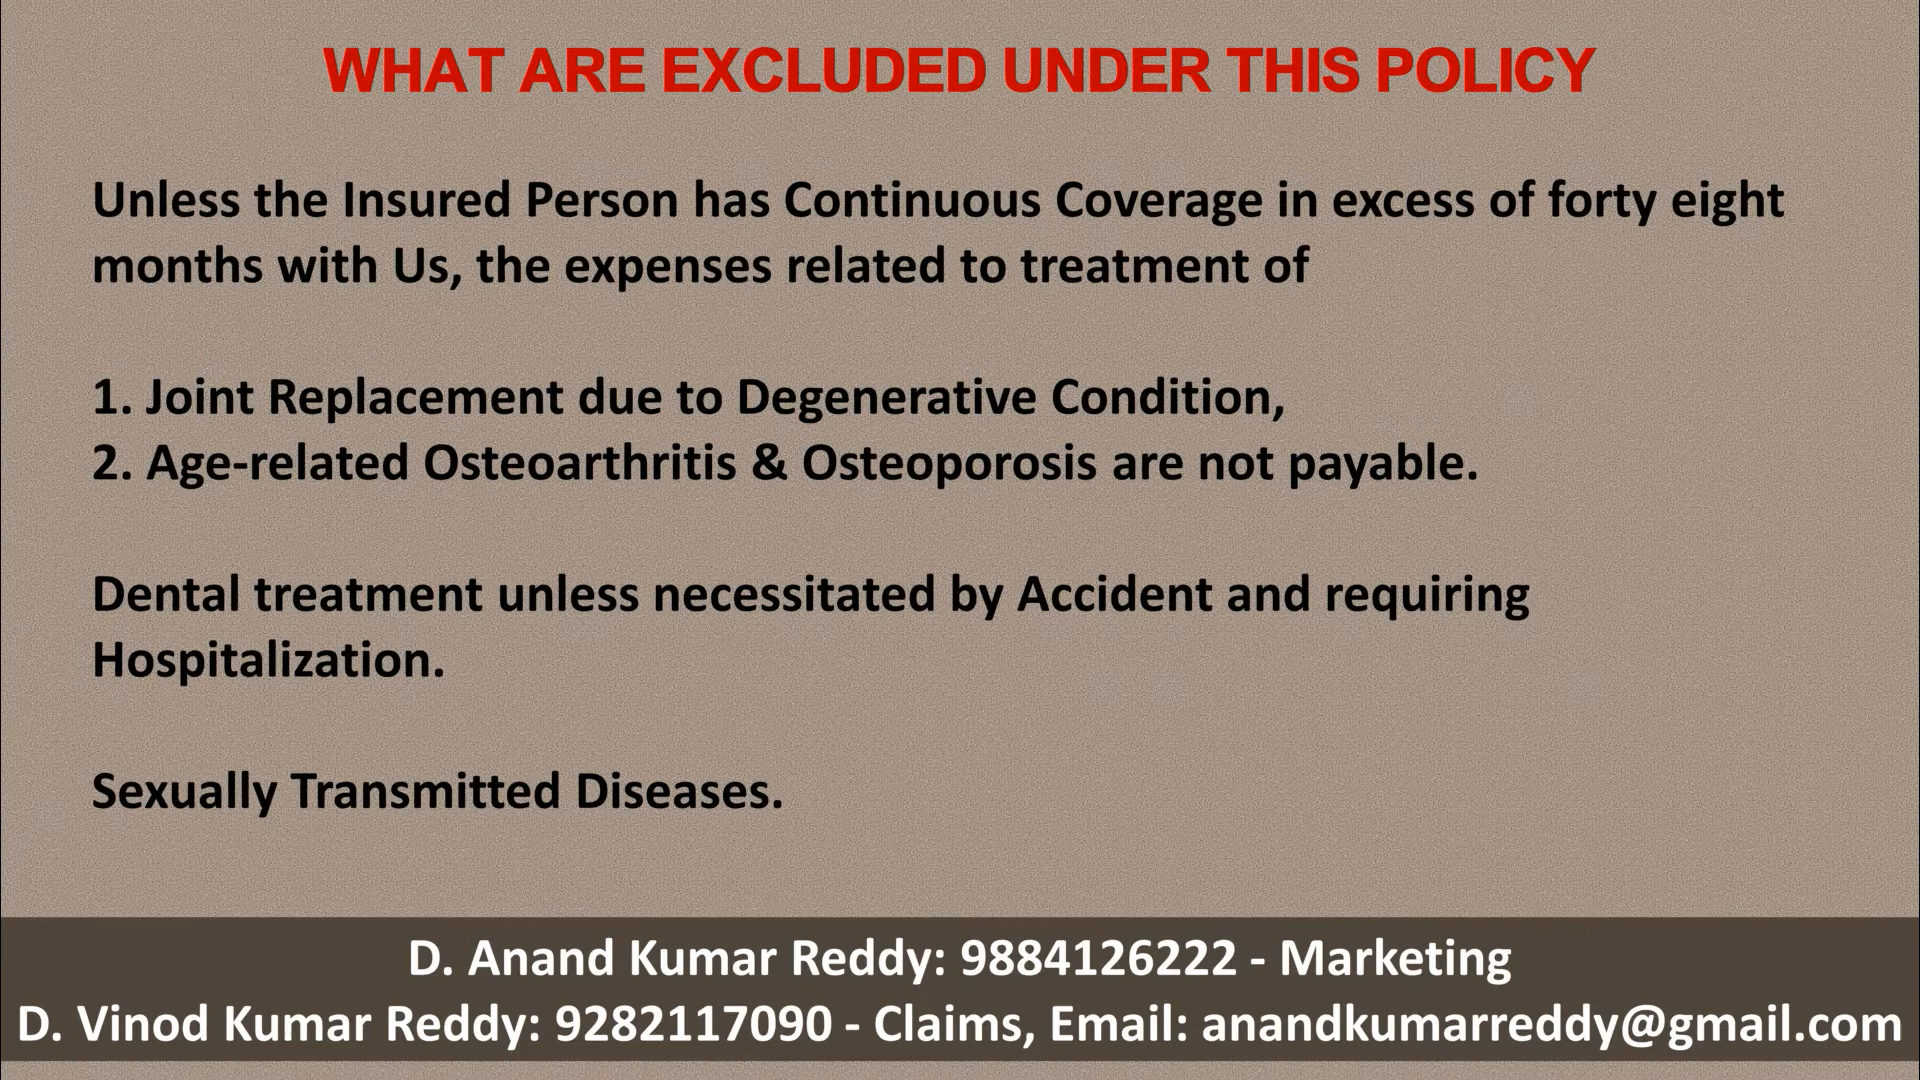 WHAT ARE EXCLUDED UNDER THIS POLICY
Unless the Insured Person has Continuous Coverage in excess of forty eight
months with Us, the expenses related to treatment of
1. Joint Replacement due to Degenerative Condition,
2. Age-related Osteoarthritis & Osteoporosis are not payable.
Dental treatment unless necessitated by Accident and requiring
Hospitalization.
Sexually Transmitted Diseases.
D. Anand Kumar Reddy: 9884126222 - Marketing
D. Vinod Kumar Reddy: 9282117090 - Claims, Email: anandkumarreddy@gmail.com